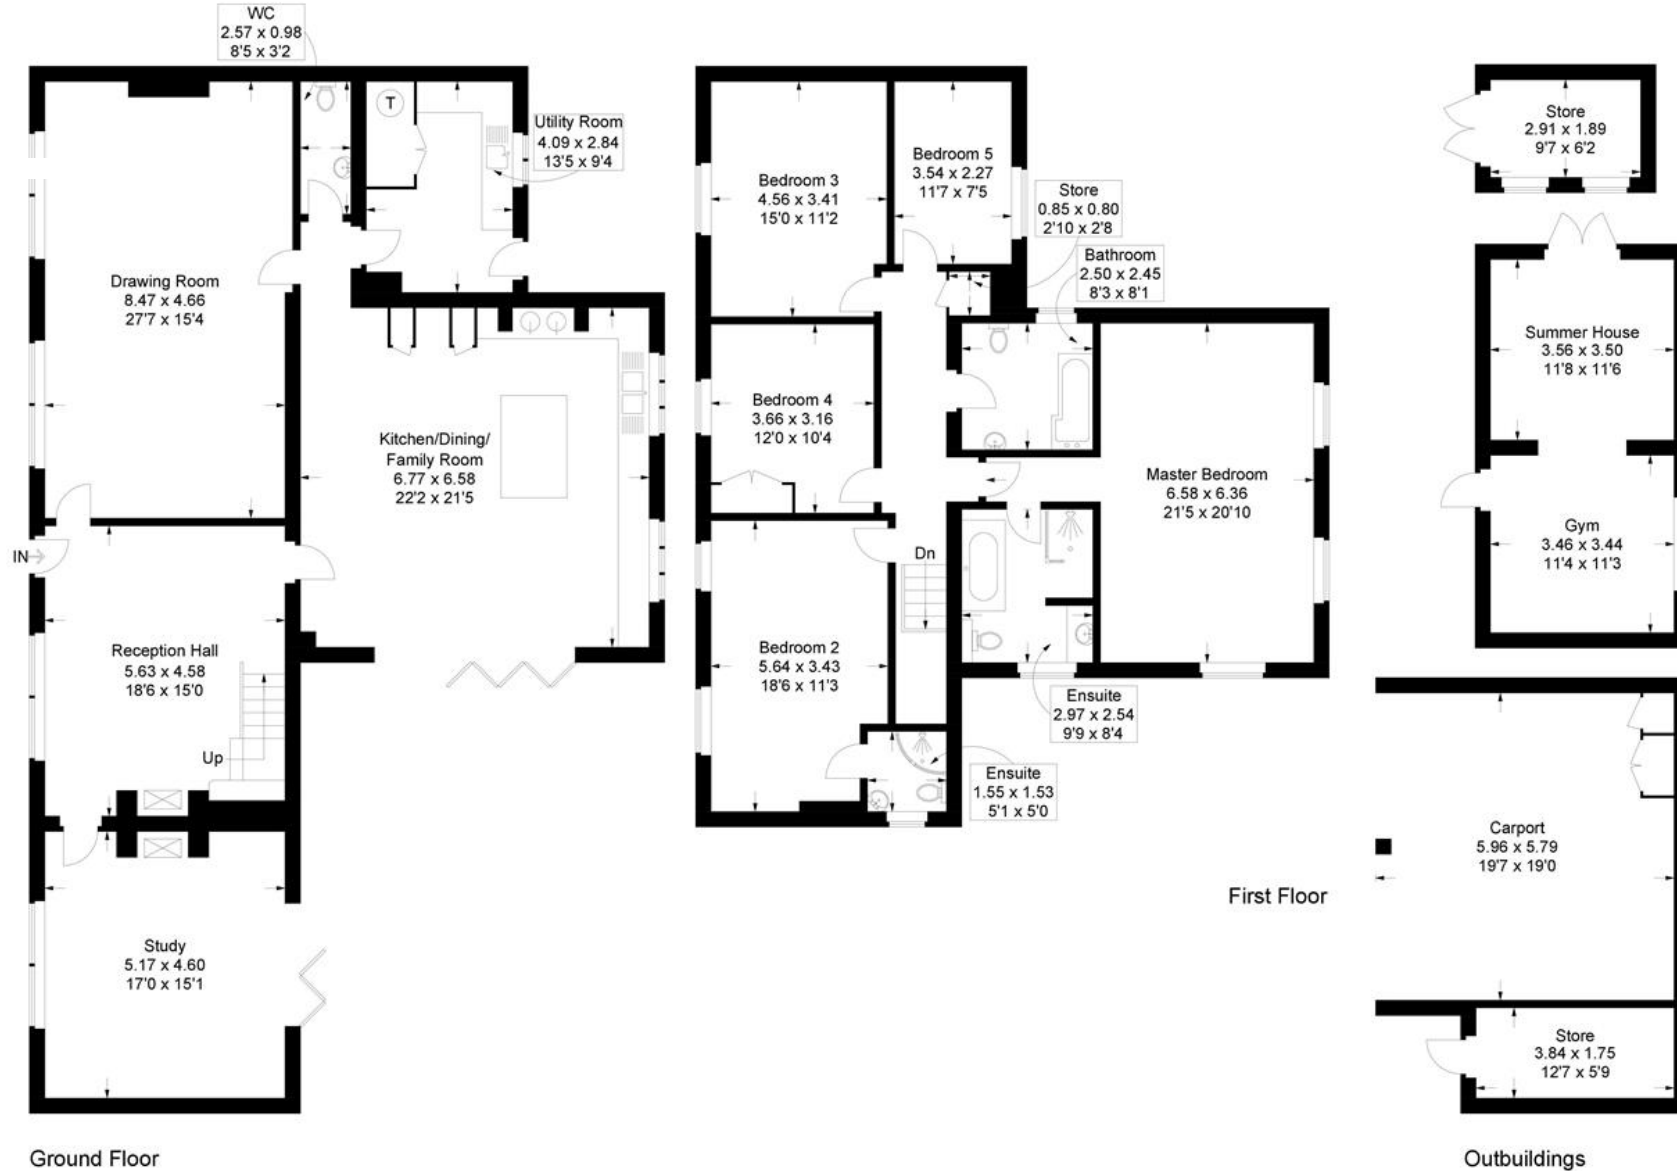 WC
2.57 x 0.98
8'5 x 3'2
T
Utility Room
4.09 x 2.84
13'5 x 9'4
Drawing Room
8.47 x 4.66
27'7 x 15'4
Kitchen/Dining/
Family Room
6.77 x 6.58
22'2 x 21'5
IN
Reception Hall
5.63 x 4.58
18'6 x 15'0
Up
Study
5.17 x 4.60
17'0 x 15'1
Ground Floor
Bedroom 3
4.56 x 3.41
15'0 x 11'2
Bedroom 5
3.54 x 2.27
11'7 x 7'5
Store
0.85 x 0.80
2'10 x 2'8
Bathroom
2.50 x 2.45
8'3 x 8'1
Bedroom 4
3.66 x 3.16
12'0 x 10'4
Master Bedroom
6.58 x 6.36
21'5 x 20'10
Dn
Bedroom 2
5.64 x 3.43
18'6 x 11'3
Ensuite
2.97 x 2.54
9'9 x 8'4
Ensuite
1.55 x 1.53
5'1 x 5'0
First Floor
Store
2.91 x 1.89
9'7 x 6'2
Summer House
3.56 x 3.50
11'8 x 11'6
Gym
3.46 x 3.44
11'4 x 11'3
Carport
5.96 x 5.79
19'7 x 19'0
Store
3.84 x 1.75
12'7 x 5'9
Outbuildings